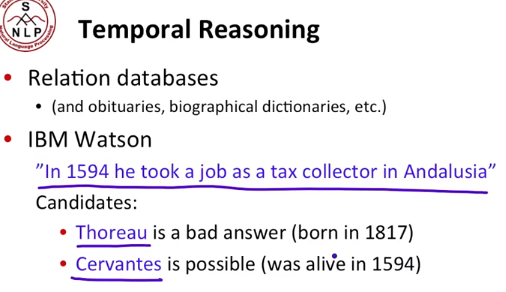 S
NLP
Temporal Reasoning
• Relation databases
• (and obituaries, biographical dictionaries, etc.)
• IBM Watson
”In 1594 he took a job as a tax collector in Andalusia”
Candidates:
• Thoreau is a bad answer (born in 1817)
• Cervantes is possible (was alive in 1594)